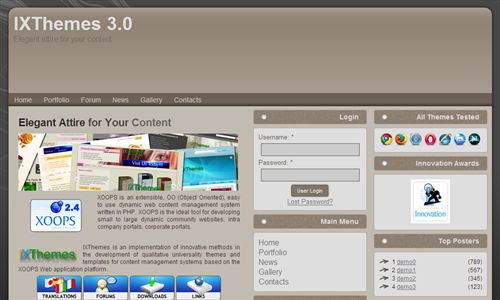 IXThemes 3.0
Elegant attire for your content
Home Portfolio Forum News Gallery Contacts
Elegant Attire for Your Content
XOOPS 2.4
XOOPS is an extensible, OO (Object Oriented), easy
to use dynamic web content management system
written in PHP. XOOPS is the ideal tool for developing
small to large dynamic community websites, intra
company portals, corporate portals.
IXThemes
IXThemes is an implementation of innovative methods in
the development of qualitative universality themes and
templates for content management systems based on the
XOOPS Web application platform.
TRANSLATIONS FORUMS DOWNLOADS LINKS
Login
Username: *
Password: *
User Login
Lost Password?
Main Menu
Home
Portfolio
News
Gallery
Contacts
All Themes Tested
Innovation Awards
Innovation
Top Posters
1 demo0 (789)
2 demo1 (567)
3 demo2 (345)
4 demo3 (123)